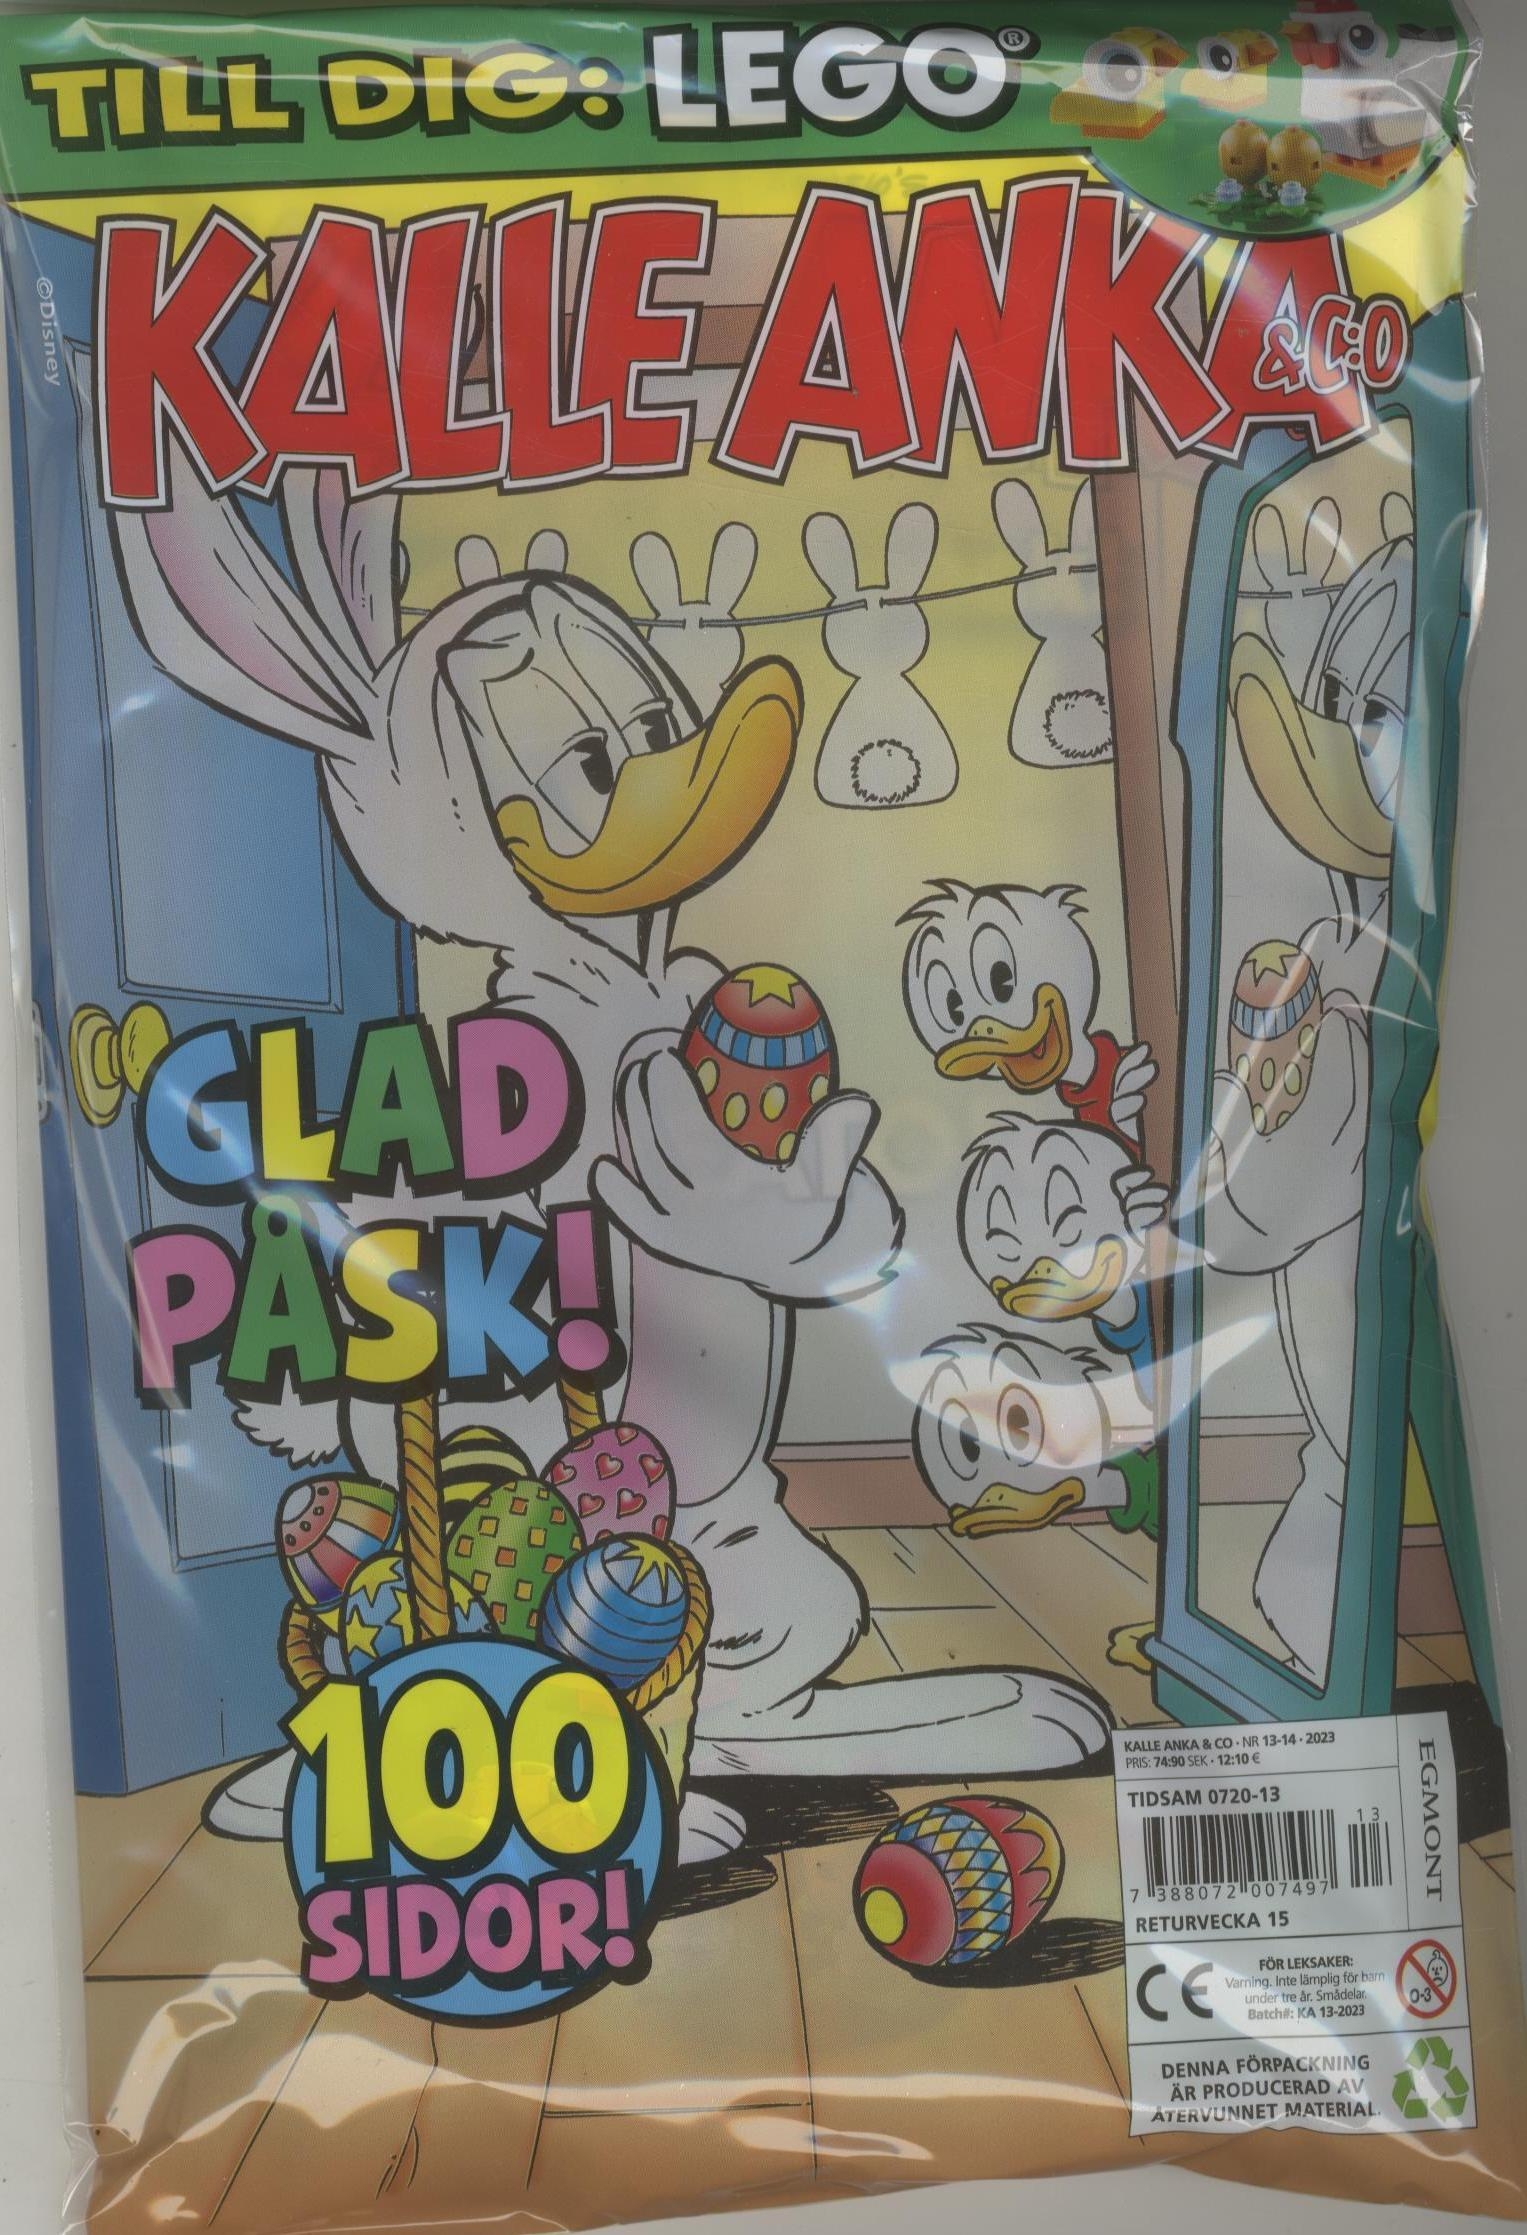 TILL DIG: LEGO®
©Disney
KALLE ANKA
& C:O
GLAD
PÅSK!
100
SIDOR!
KALLE ANKA & CO · NR 13-14 · 2023
PRIS: 74:90 SEK · 12:10 €
TIDSAM 0720-13
13
7 388072 007497
RETURVECKA 15
EGMONT
CE
FÖR LEKSAKER:
Varning. Inte lämplig för barn
under tre år. Smådelar.
Batch#: KA 13-2023
0-3
DENNA FÖRPACKNING
ÄR PRODUCERAD AV
ÅTERVUNNET MATERIAL.